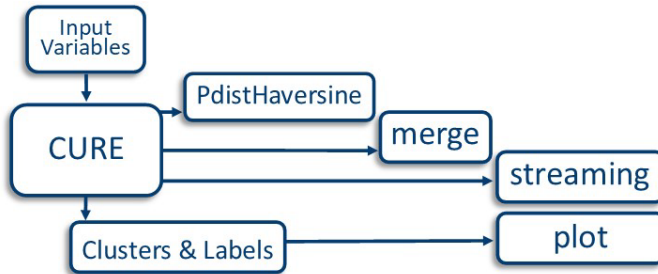 Input
Variables
PdistHaversine
CURE
merge
streaming
Clusters & Labels
plot